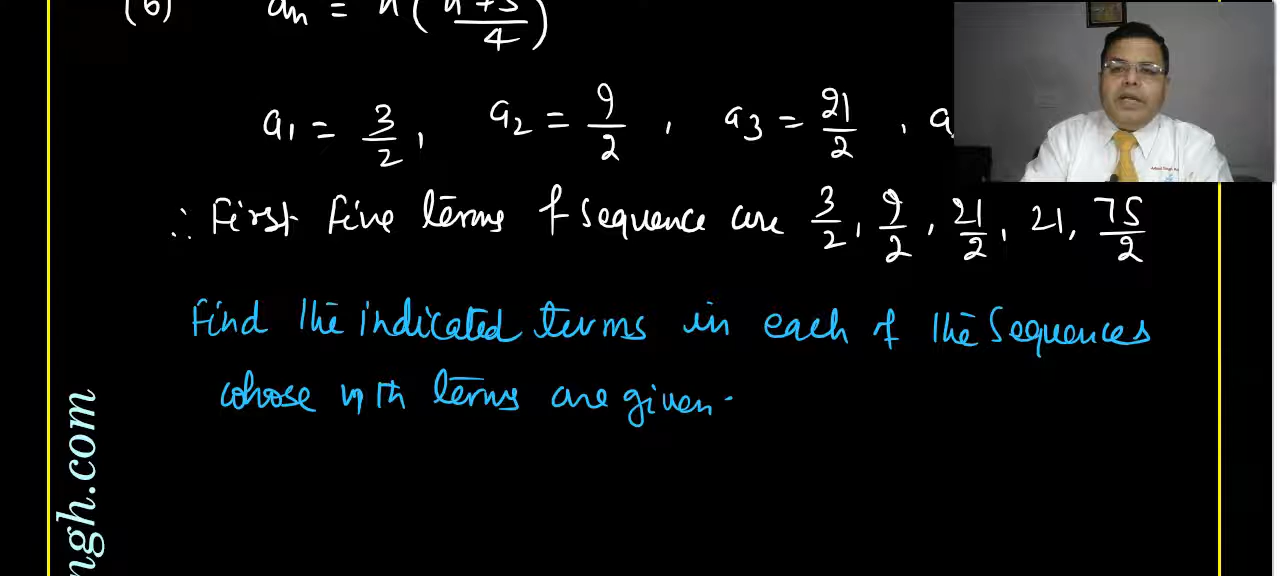 (6) an = n(n+5/4)
a1 = 3/2, a2 = 9/2, a3 = 21/2, a
∴ First five terms of sequence are 3/2, 9/2, 21/2, 21, 75/2
Find the indicated terms in each of the sequences
whose nth terms are given.
ngh.com